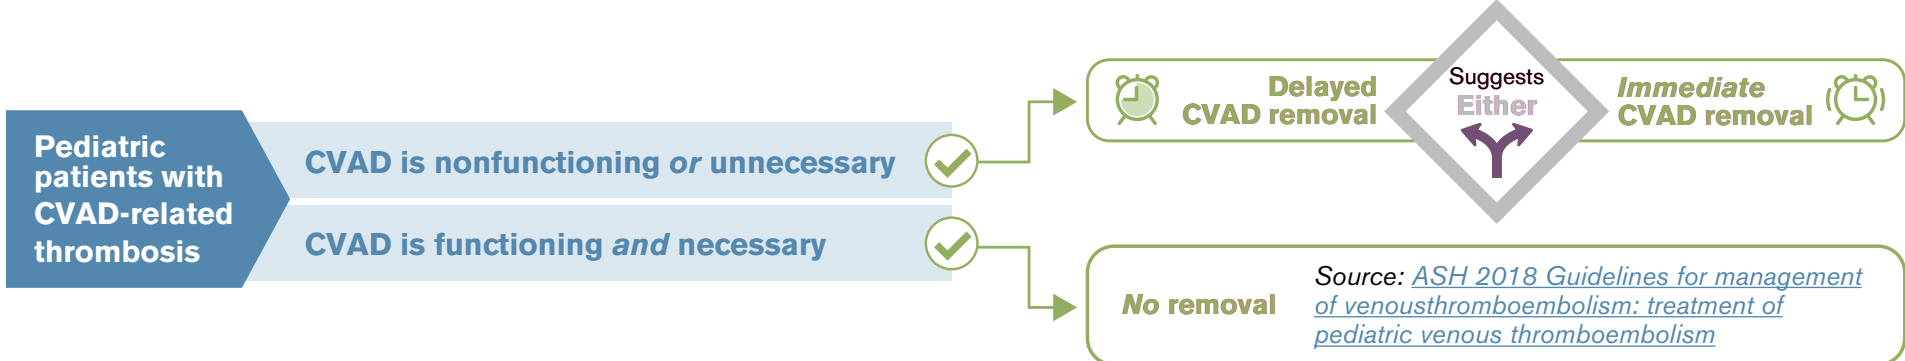 Pediatric
patients with
CVAD-related
thrombosis
CVAD is nonfunctioning or unnecessary
CVAD is functioning and necessary
Delayed
CVAD removal
Suggests
Either
Immediate
CVAD removal
No removal
Source: ASH 2018 Guidelines for management
of venousthromboembolism: treatment of
pediatric venous thromboembolism